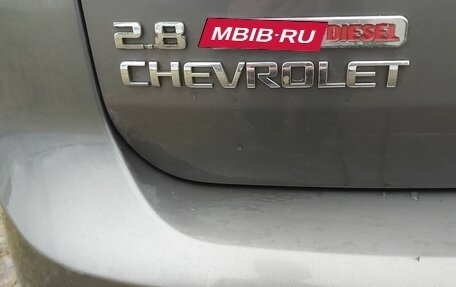 2.8 MBIB.RU DIESEL
CHEVROLET